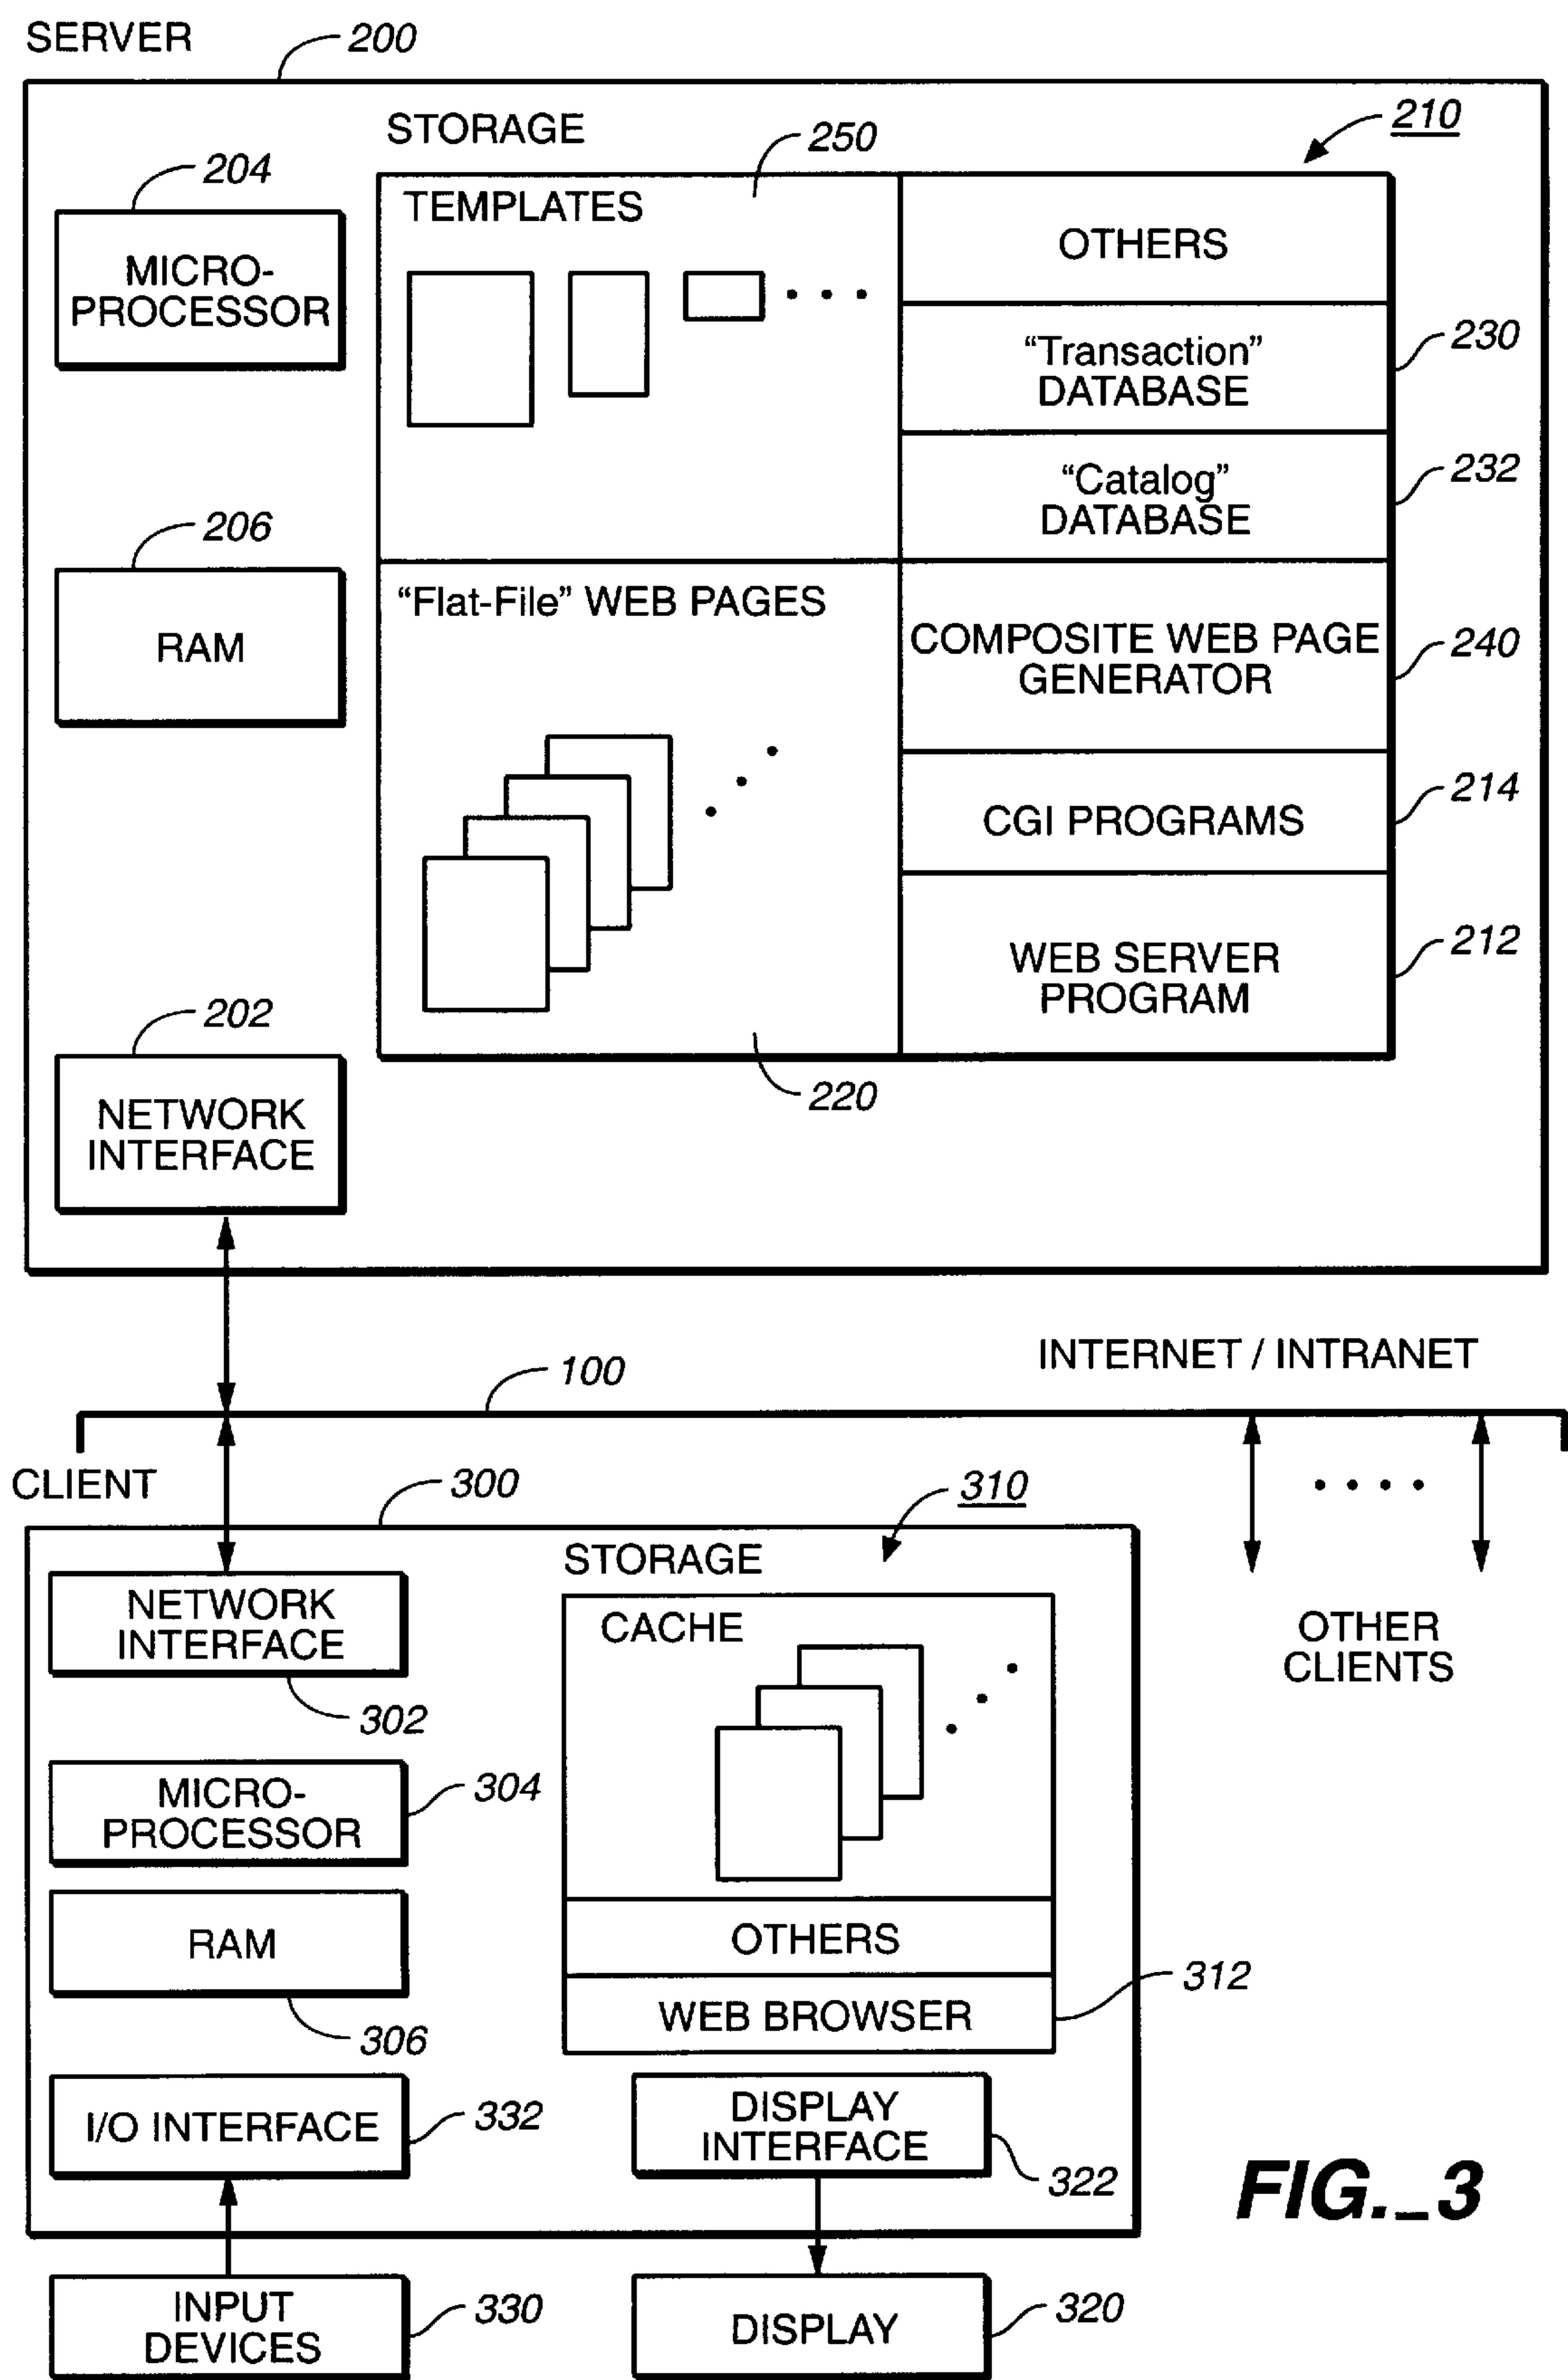 SERVER
200
STORAGE
250
210
204
TEMPLATES
OTHERS
MICRO-
PROCESSOR
"Transaction"
DATABASE
230
"Catalog"
DATABASE
232
206
RAM
"Flat-File" WEB PAGES
COMPOSITE WEB PAGE
GENERATOR
240
CGI PROGRAMS
214
WEB SERVER
PROGRAM
212
202
NETWORK
INTERFACE
220
INTERNET / INTRANET
100
CLIENT
300
310
STORAGE
NETWORK
INTERFACE
302
CACHE
OTHER
CLIENTS
MICRO-
PROCESSOR
304
RAM
306
OTHERS
WEB BROWSER
312
I/O INTERFACE
332
DISPLAY
INTERFACE
322
FIG._3
INPUT
DEVICES
330
DISPLAY
320